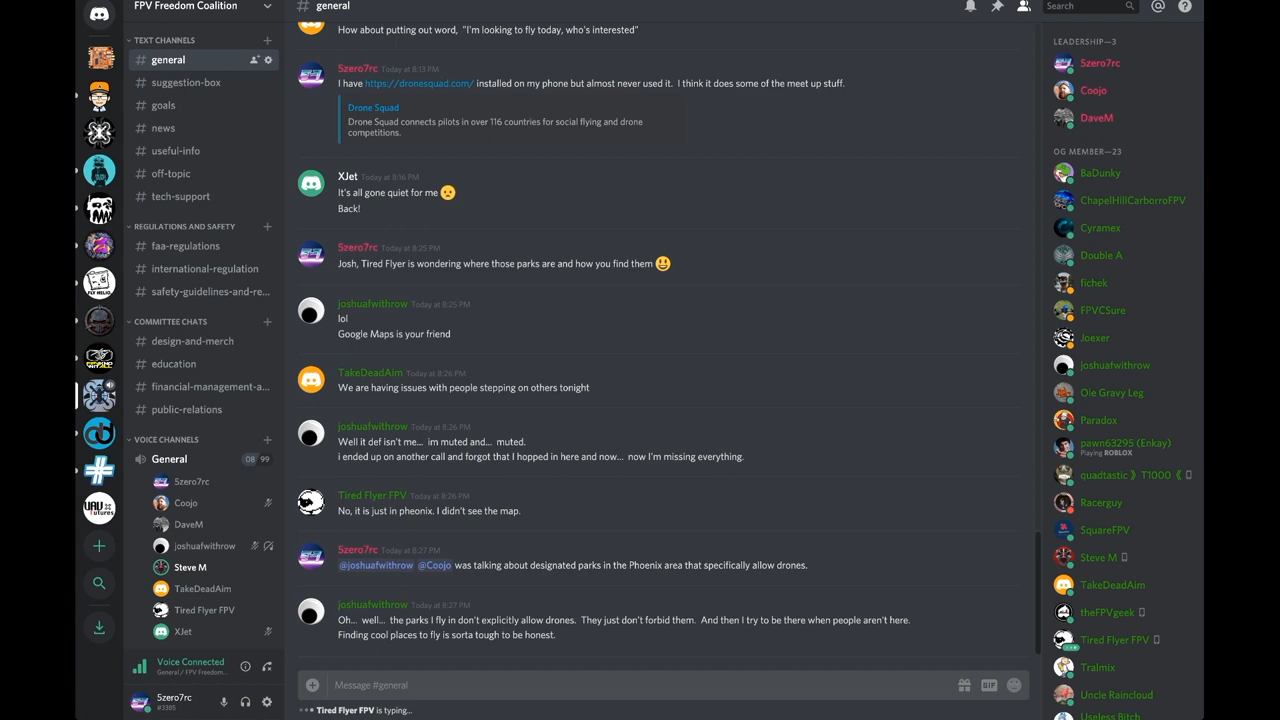 FPV Freedom Coalition
# general
Search
TEXT CHANNELS
# general
# suggestion-box
# goals
# news
# useful-info
# off-topic
# tech-support
REGULATIONS AND SAFETY
# faa-regulations
# international-regulation
# safety-guidelines-and-re...
COMMITTEE CHATS
# design-and-merch
# education
# financial-management-a...
# public-relations
VOICE CHANNELS
General 08 99
5zero7rc
Coojo
DaveM
joshuafwithrow
Steve M
TakeDeadAim
Tired Flyer FPV
XJet
Voice Connected
General / FPV Freedom...
5zero7rc
#3385
How about putting out word, "I'm looking to fly today, who's interested"
5zero7rc Today at 8:13 PM
I have https://dronesquad.com/ installed on my phone but almost never used it. I think it does some of the meet up stuff.
Drone Squad
Drone Squad connects pilots in over 116 countries for social flying and drone
competitions.
XJet Today at 8:16 PM
It's all gone quiet for me
Back!
5zero7rc Today at 8:25 PM
Josh, Tired Flyer is wondering where those parks are and how you find them
joshuafwithrow Today at 8:25 PM
lol
Google Maps is your friend
TakeDeadAim Today at 8:26 PM
We are having issues with people stepping on others tonight
joshuafwithrow Today at 8:26 PM
Well it def isn't me... im muted and... muted.
i ended up on another call and forgot that I hopped in here and now... now I'm missing everything.
Tired Flyer FPV Today at 8:26 PM
No, it is just in pheonix. I didn't see the map.
5zero7rc Today at 8:27 PM
@joshuafwithrow @Coojo was talking about designated parks in the Phoenix area that specifically allow drones.
joshuafwithrow Today at 8:27 PM
Oh... well... the parks I fly in don't explicitly allow drones. They just don't forbid them. And then I try to be there when people aren't here.
Finding cool places to fly is sorta tough to be honest.
Message #general
GIF
Tired Flyer FPV is typing...
LEADERSHIP—3
5zero7rc
Coojo
DaveM
OG MEMBER—23
BaDunky
ChapelHillCarborroFPV
Cyramex
Double A
fichek
FPVCSure
Joexer
joshuafwithrow
Ole Gravy Leg
Paradox
pawn63295 (Enkay)
Playing ROBLOX
quadtastic 》 T1000 《
Racerguy
SquareFPV
Steve M
TakeDeadAim
theFPVgeek
Tired Flyer FPV
Tralmix
Uncle Raincloud
Useless Bitch